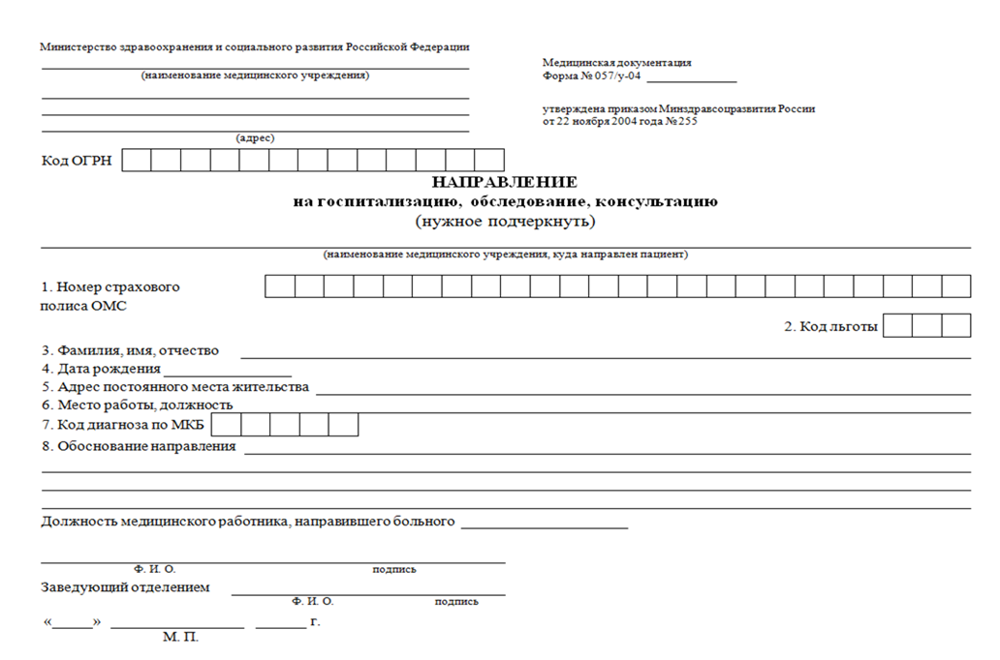 Министерство здравоохранения и социального развития Российской Федерации
(наименование медицинского учреждения)
(адрес)
Код ОГРН
Медицинская документация
Форма № 057/у-04
утверждена приказом Минздравсоцразвития России
от 22 ноября 2004 года №255
НАПРАВЛЕНИЕ
на госпитализацию, обследование, консультацию
(нужное подчеркнуть)
(наименование медицинского учреждения, куда направлен пациент)
1. Номер страхового
полиса ОМС
2. Код льготы
3. Фамилия, имя, отчество
4. Дата рождения
5. Адрес постоянного места жительства
6. Место работы, должность
7. Код диагноза по МКБ
8. Обоснование направления
Должность медицинского работника, направившего больного
Ф. И. О. подпись
Заведующий отделением
Ф. И. О. подпись
«_____» ________________ ______ г.
М. П.